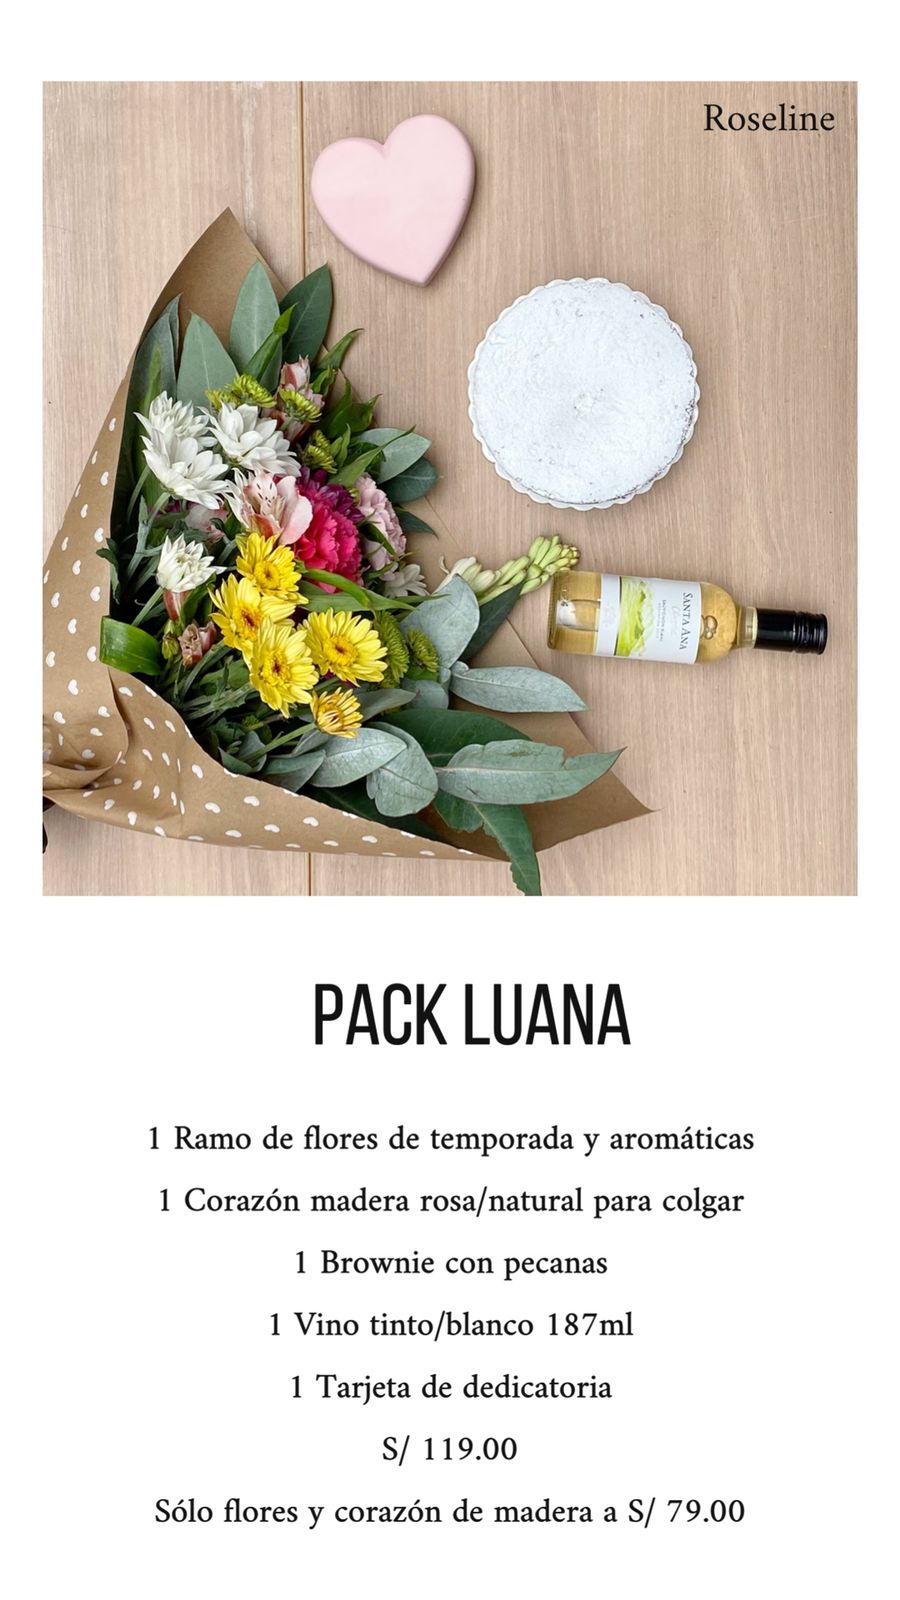 Roseline
SANTA ANA
PACK LUANA
1 Ramo de flores de temporada y aromáticas
1 Corazón madera rosa/natural para colgar
1 Brownie con pecanas
1 Vino tinto/blanco 187ml
1 Tarjeta de dedicatoria
S/ 119.00
Sólo flores y corazón de madera a S/ 79.00